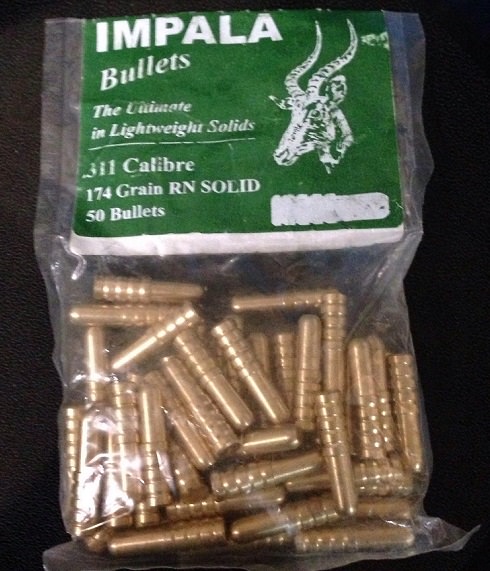 IMPALA
Bullets
The Ultimate
in Lightweight Solids
.311 Calibre
174 Grain RN SOLID
50 Bullets